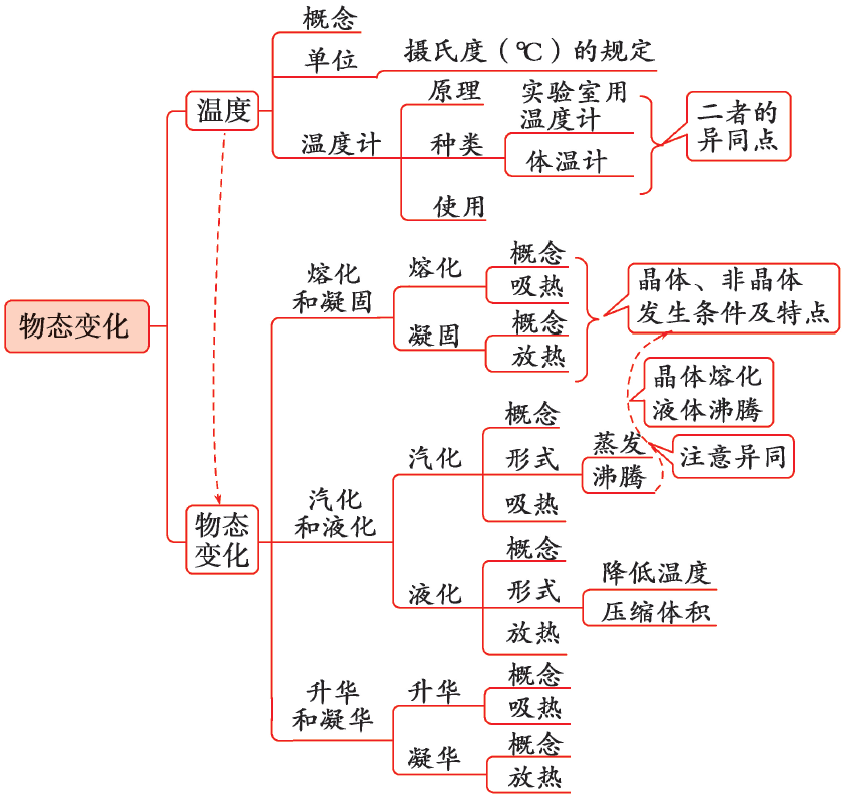 物态变化
温度
概念
单位
摄氏度（℃）的规定
温度计
原理
种类
实验室用
温度计
体温计
使用
二者的
异同点
物态
变化
熔化
和凝固
熔化
概念
吸热
凝固
概念
放热
晶体、非晶体
发生条件及特点
晶体熔化
液体沸腾
注意异同
汽化
和液化
汽化
概念
形式
蒸发
沸腾
吸热
液化
概念
形式
降低温度
压缩体积
放热
升华
和凝华
升华
概念
吸热
凝华
概念
放热